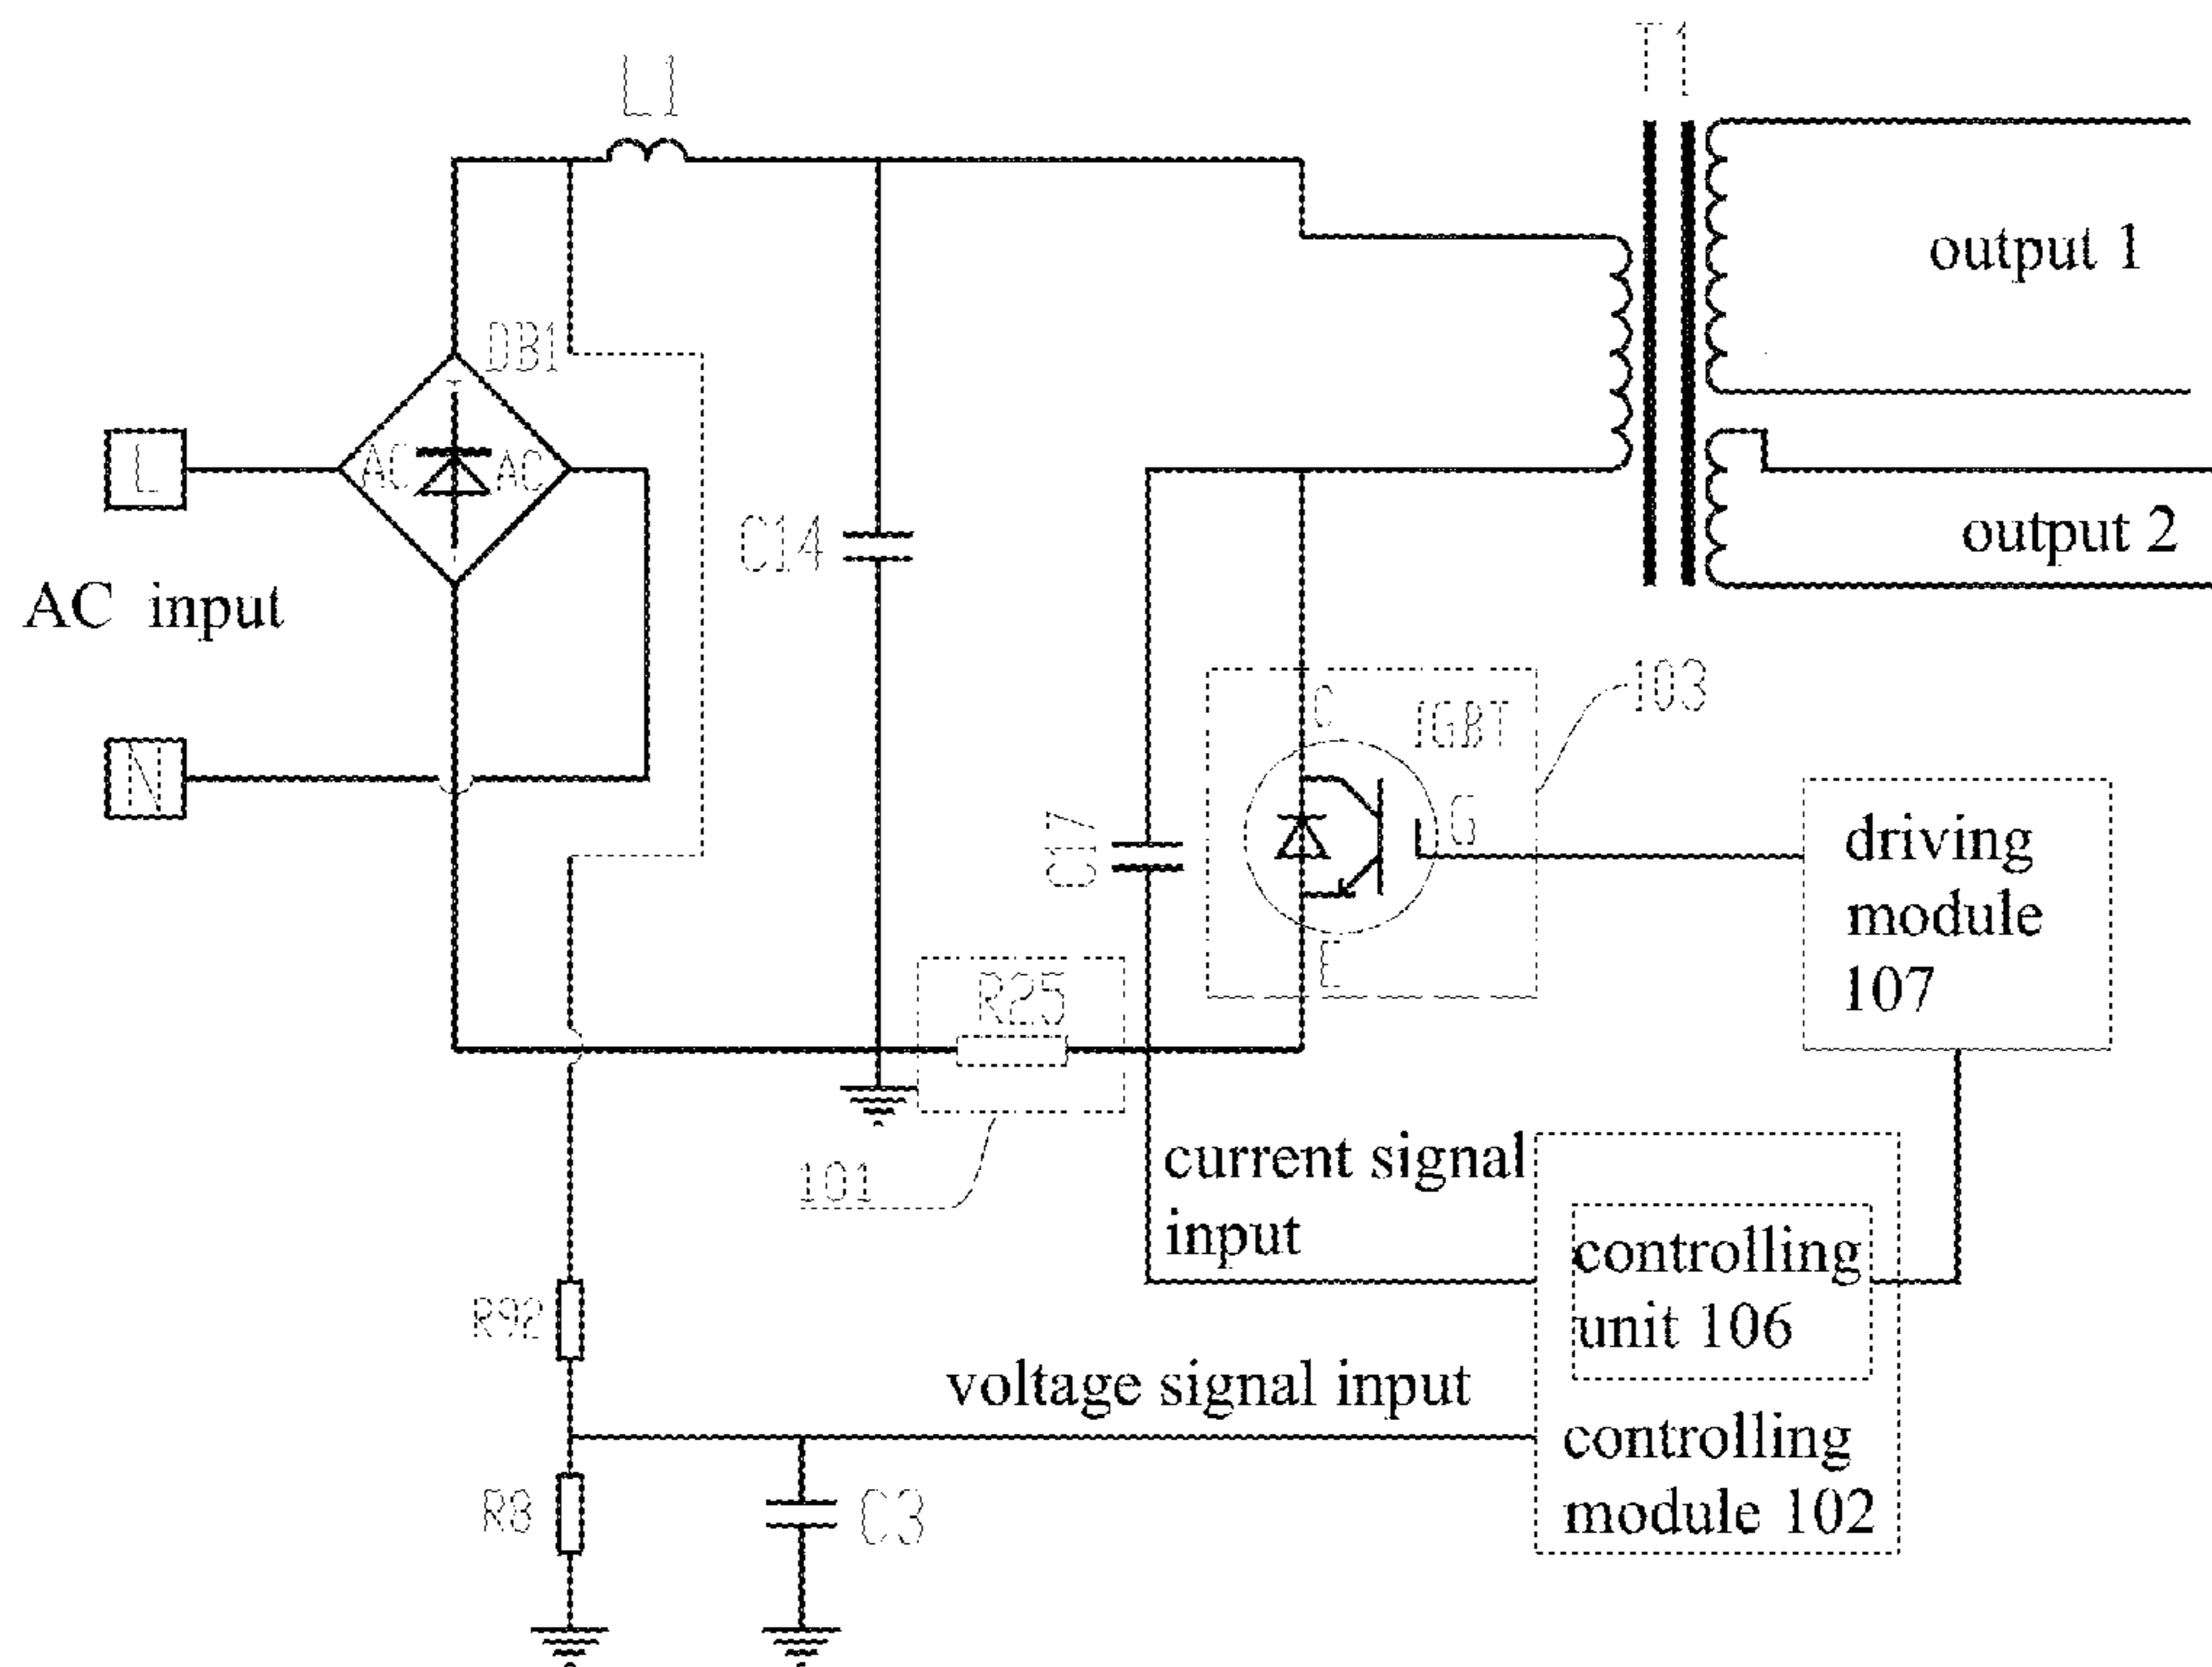 T1
L1
output 1
DB1
L
AC
AC
C14
output 2
AC input
103
C
IGBT
N
G
C17
driving
module
107
E
R25
current signal
input
101
controlling
unit 106
R92
voltage signal input
controlling
module 102
R8
C3